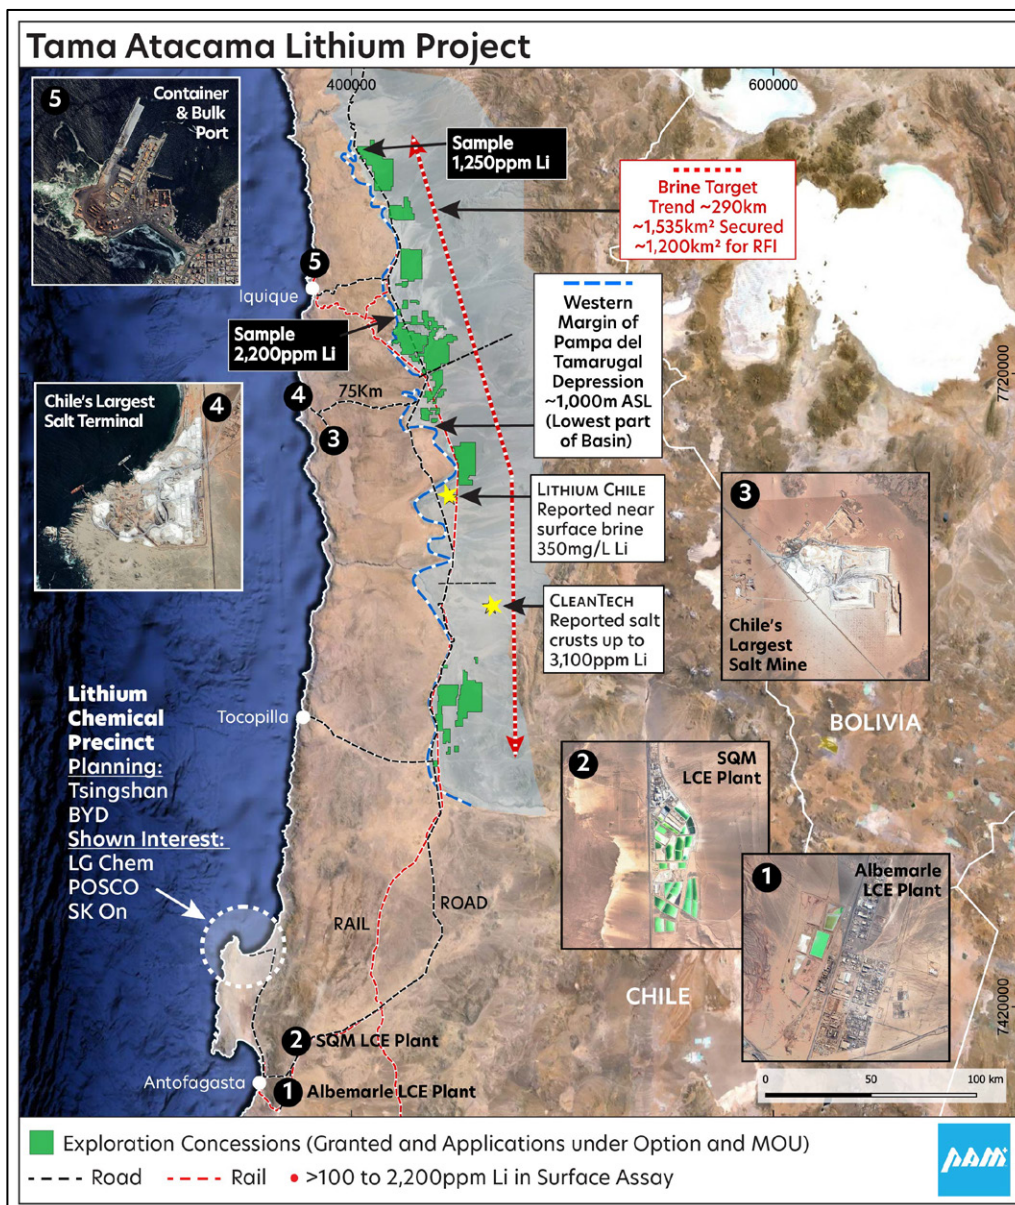 Tama Atacama Lithium Project
400000
600000
5
Container
& Bulk
Port
Sample
1,250ppm Li
Brine Target
Trend ~290km
~1,535km² Secured
~1,200km² for RFI
5
Iquique
Sample
2,200ppm Li
Western
Margin of
Pampa del
Tamarugal
Depression
~1,000m ASL
(Lowest part
of Basin)
7720000
Chile's Largest
Salt Terminal
4
4
75Km
3
LITHIUM CHILE
Reported near
surface brine
350mg/L Li
3
Chile's
Largest
Salt Mine
CLEANTECH
Reported salt
crusts up to
3,100ppm Li
Lithium
Chemical
Precinct
Planning:
Tsingshan
BYD
Shown Interest:
LG Chem
POSCO
SK On
Tocopilla
BOLIVIA
2
SQM
LCE Plant
1
Albemarle
LCE Plant
RAIL
ROAD
CHILE
7420000
2
SQM LCE Plant
Antofagasta
1
Albemarle LCE Plant
0
50
100 km
Exploration Concessions (Granted and Applications under Option and MOU)
Road
Rail
>100 to 2,200ppm Li in Surface Assay
PAM